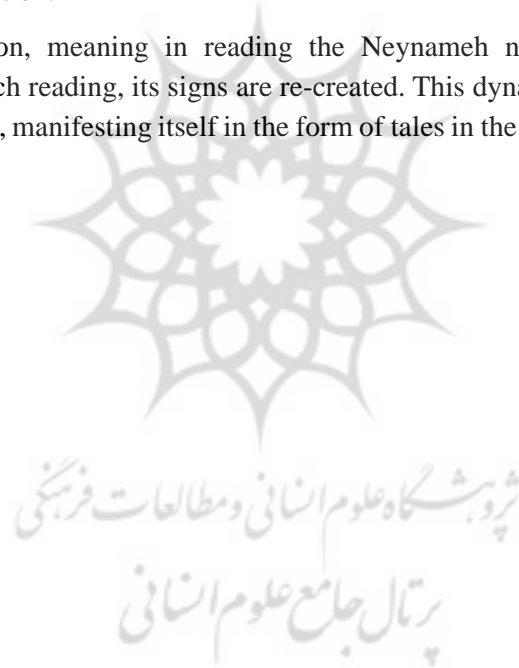 on, meaning in reading the Neynameh n
ch reading, its signs are re-created. This dyna
, manifesting itself in the form of tales in the
پژوهشگاه علوم انسانی و مطالعات فرهنگی
پرتال جامع علوم انسانی